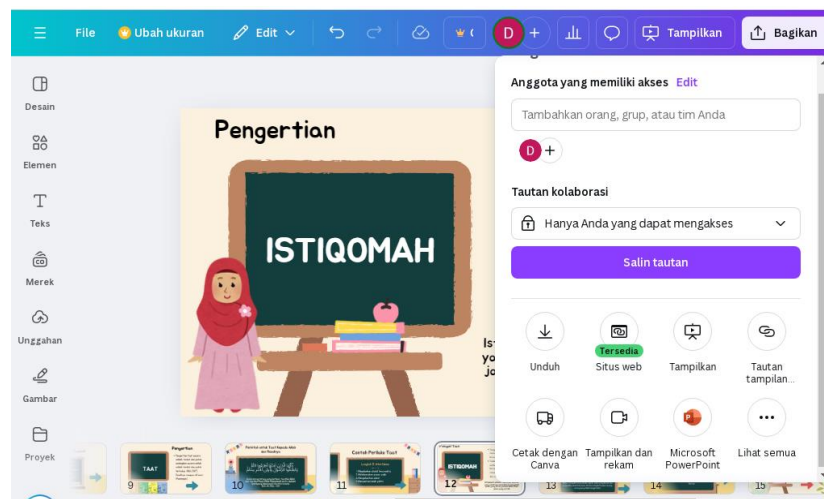 File
Ubah ukuran
Edit
D
+
Tampilkan
Bagikan
Desain
Elemen
Teks
Merek
Unggahan
Gambar
Proyek
Pengertian
ISTIQOMAH
Anggota yang memiliki akses Edit
Tambahkan orang, grup, atau tim Anda
D +
Tautan kolaborasi
Hanya Anda yang dapat mengakses
Salin tautan
Unduh
Tersedia
Situs web
Tampilkan
Tautan
tampilan...
Cetak dengan
Canva
Tampilkan dan
rekam
Microsoft
PowerPoint
Lihat semua
TAAT
Pengertian
9
10
Contoh Perilaku Taat
11
ISTIQOMAH
12
13
14
15